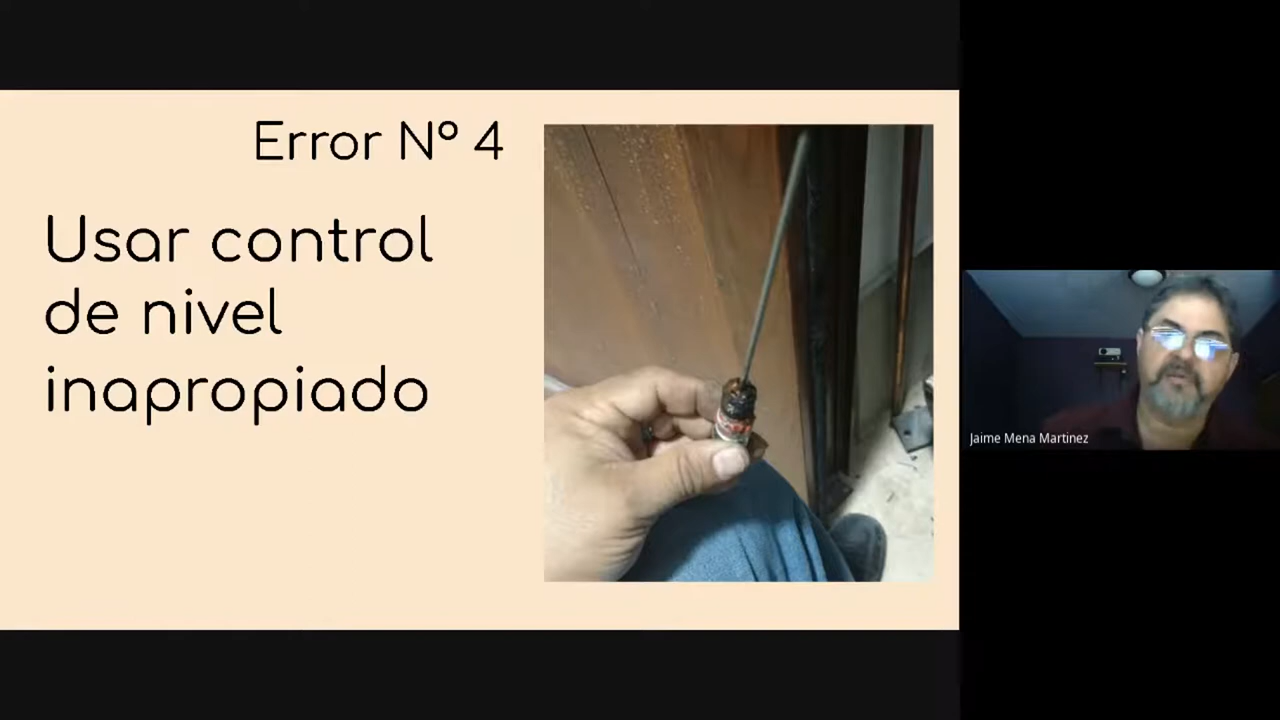 Error Nº 4
Usar control
de nivel
inapropiado
Jaime Mena Martinez